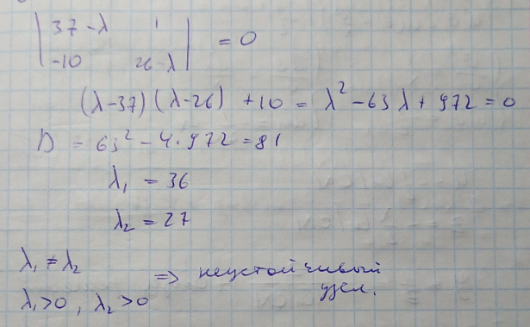 | 37-λ 1 |
| -10 26-λ | = 0
(λ-37)(λ-26) +10 = λ² - 63λ + 972 = 0
D = 63² - 4·972 = 81
λ₁ = 36
λ₂ = 27
λ₁ ≠ λ₂
λ₁>0, λ₂>0 => неустойчивый
узел.